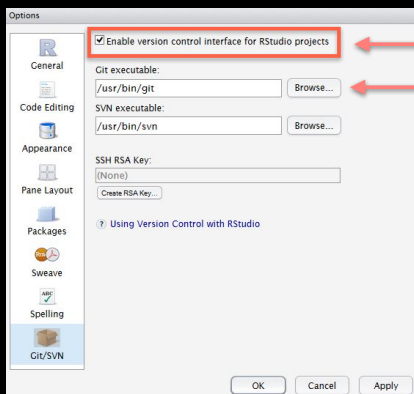 Options
General
Code Editing
Appearance
Pane Layout
Packages
Sweave
ABC
Spelling
Git/SVN
Enable version control interface for RStudio projects
Git executable:
/usr/bin/git
Browse...
SVN executable:
/usr/bin/svn
Browse...
SSH RSA Key:
(None)
Create RSA Key...
? Using Version Control with RStudio
OK
Cancel
Apply